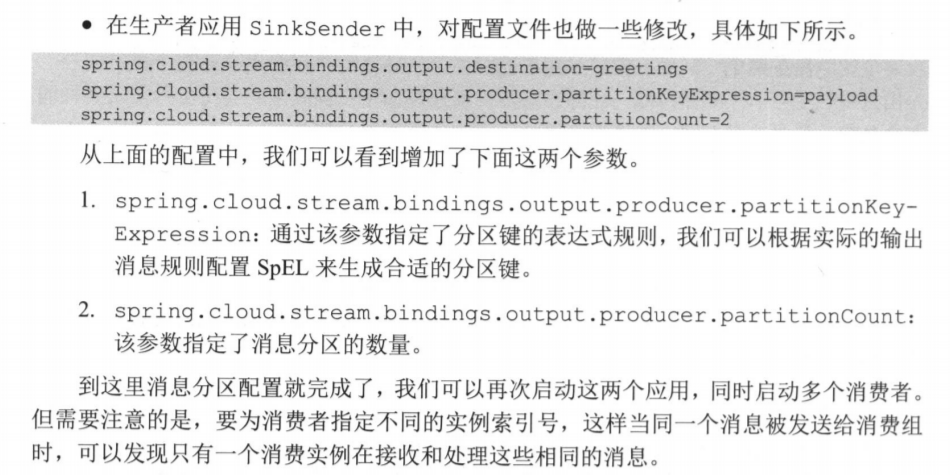 ● 在生产者应用 SinkSender 中，对配置文件也做一些修改，具体如下所示。
spring.cloud.stream.bindings.output.destination=greetings
spring.cloud.stream.bindings.output.producer.partitionKeyExpression=payload
spring.cloud.stream.bindings.output.producer.partitionCount=2
从上面的配置中，我们可以看到增加了下面这两个参数。
1. spring.cloud.stream.bindings.output.producer.partitionKey-
Expression：通过该参数指定了分区键的表达式规则，我们可以根据实际的输出
消息规则配置 SpEL 来生成合适的分区键。
2. spring.cloud.stream.bindings.output.producer.partitionCount：
该参数指定了消息分区的数量。
到这里消息分区配置就完成了，我们可以再次启动这两个应用，同时启动多个消费者。
但需要注意的是，要为消费者指定不同的实例索引号，这样当同一个消息被发送给消费组
时，可以发现只有一个消费实例在接收和处理这些相同的消息。